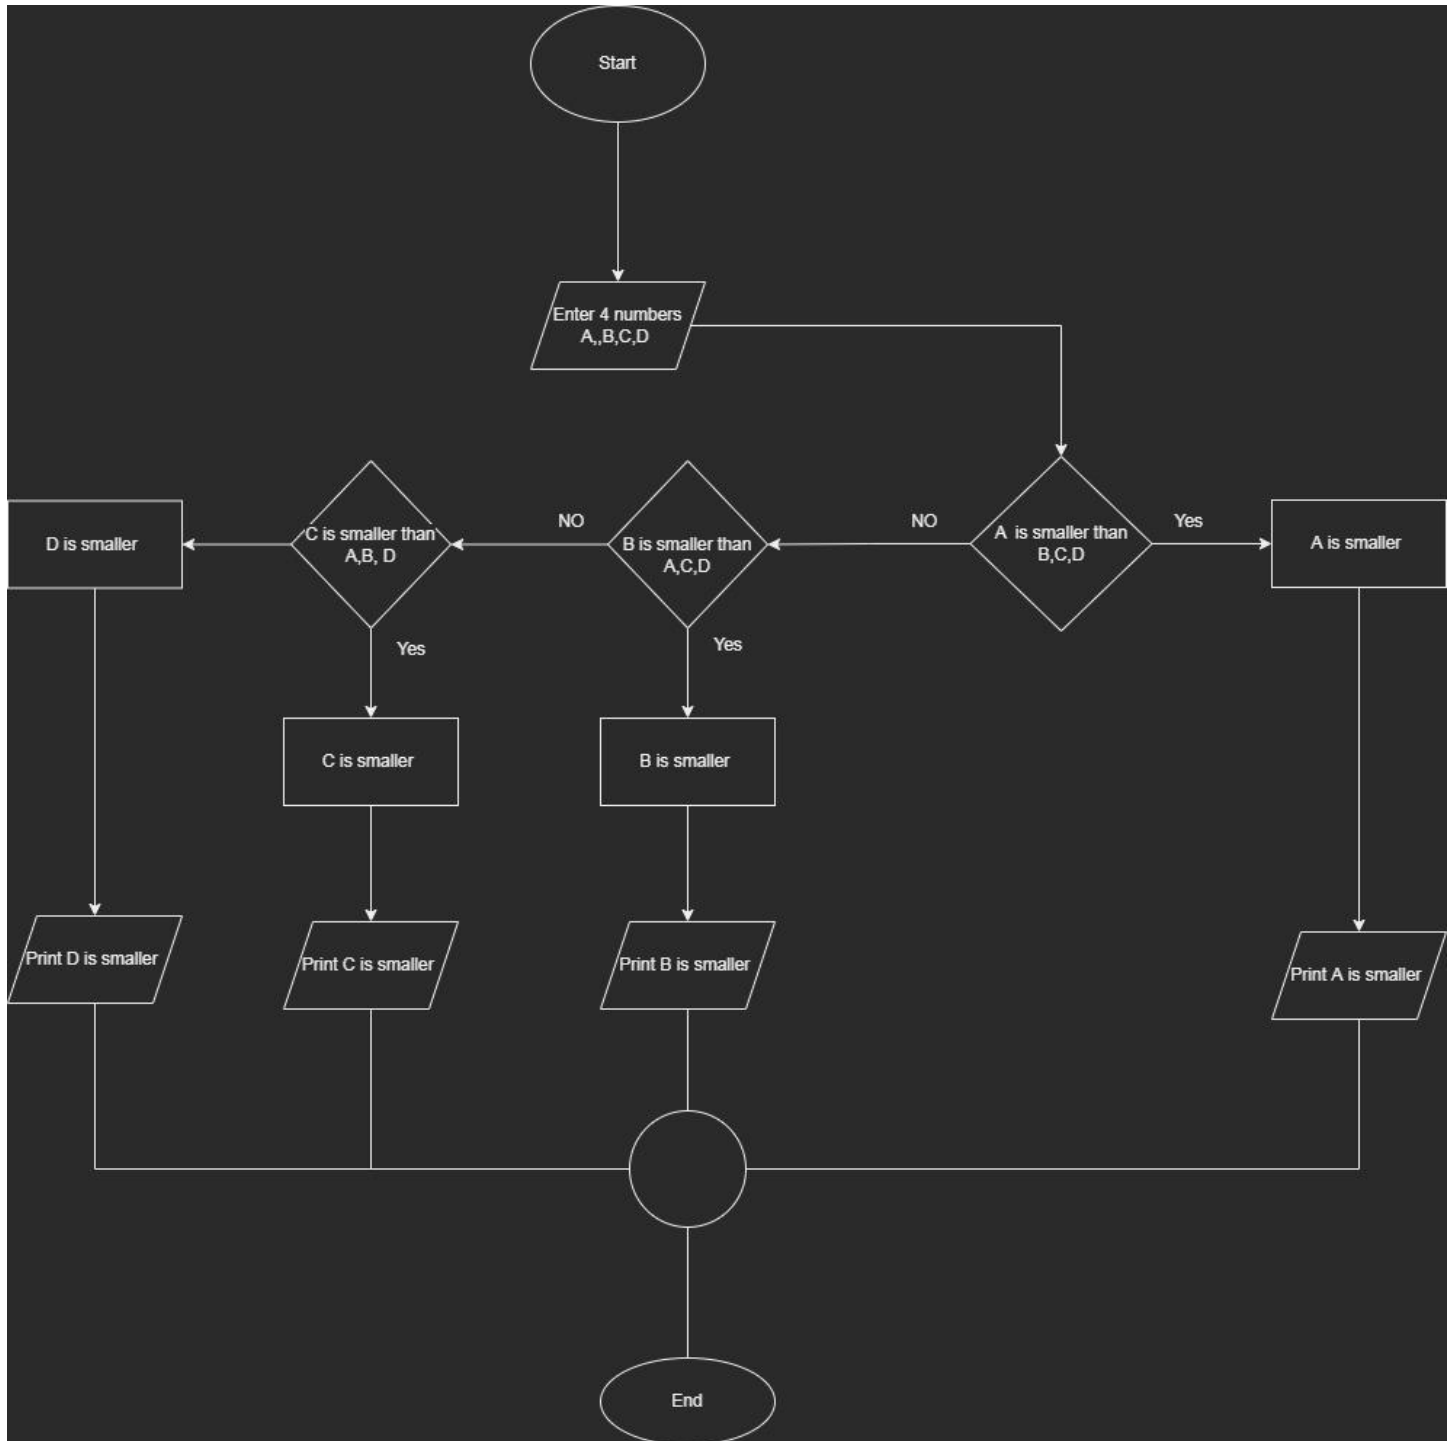 Start
Enter 4 numbers
A,,B,C,D
NO
NO
Yes
D is smaller
C is smaller than
A,B, D
B is smaller than
A,C,D
A  is smaller than
B,C,D
A is smaller
Yes
Yes
C is smaller
B is smaller
Print D is smaller
Print C is smaller
Print B is smaller
Print A is smaller
End